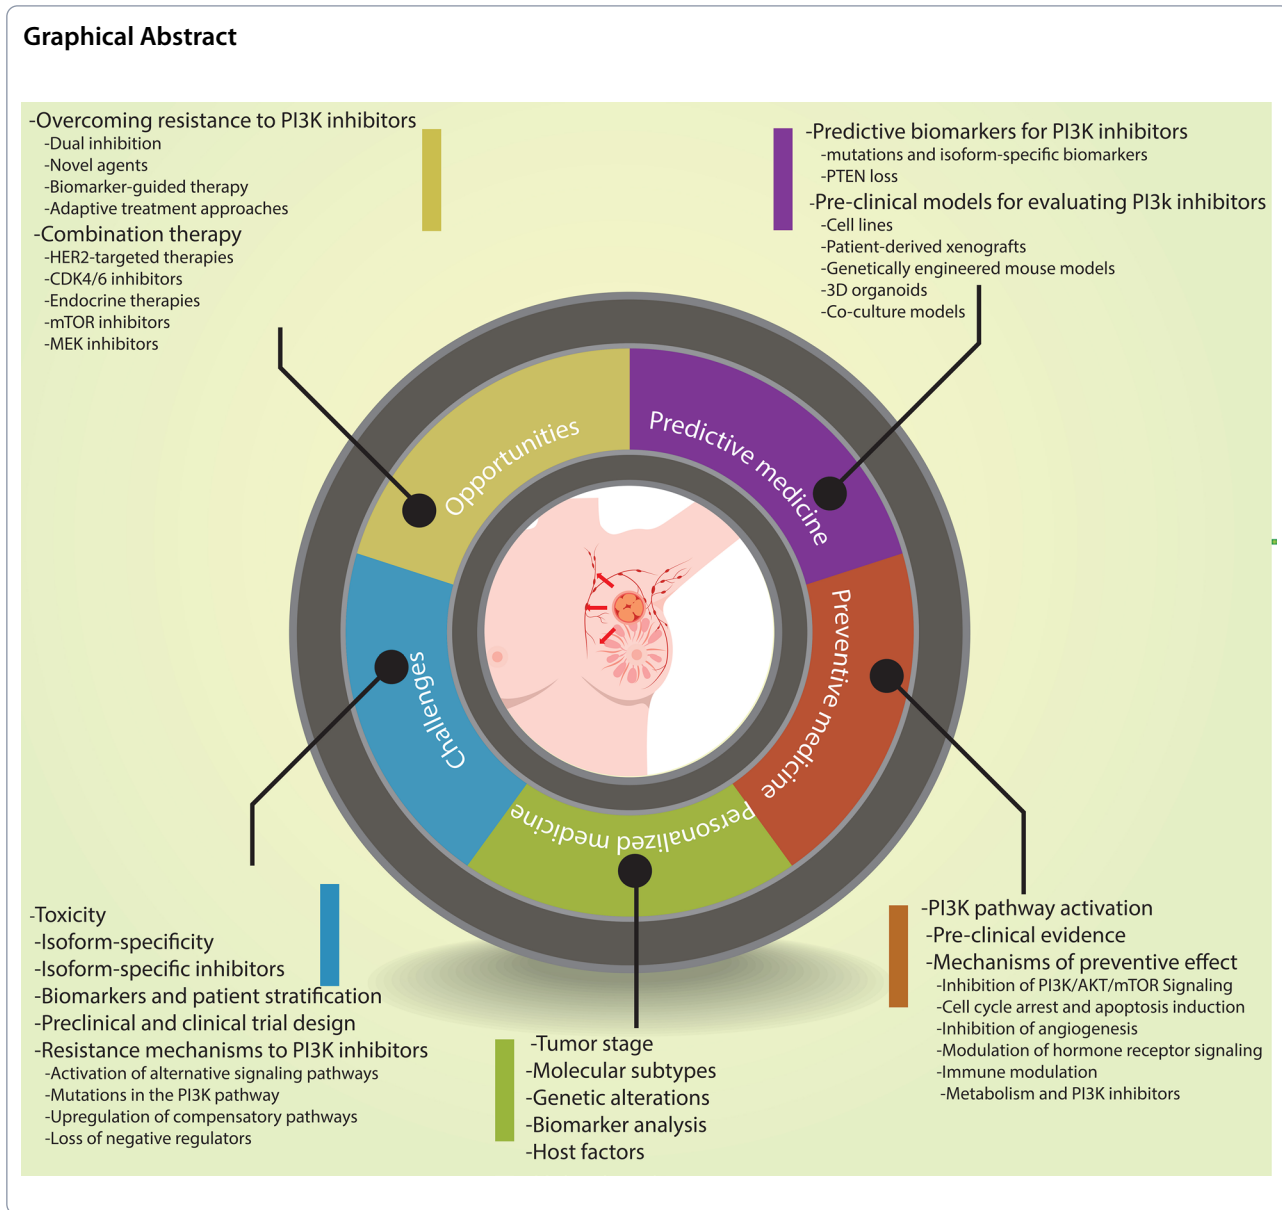 Graphical Abstract
-Overcoming resistance to PI3K inhibitors
-Dual inhibition
-Novel agents
-Biomarker-guided therapy
-Adaptive treatment approaches
-Combination therapy
-HER2-targeted therapies
-CDK4/6 inhibitors
-Endocrine therapies
-mTOR inhibitors
-MEK inhibitors
-Predictive biomarkers for PI3K inhibitors
-mutations and isoform-specific biomarkers
-PTEN loss
-Pre-clinical models for evaluating PI3k inhibitors
-Cell lines
-Patient-derived xenografts
-Genetically engineered mouse models
-3D organoids
-Co-culture models
Opportunities
Predictive medicine
Preventive medicine
Personalized medicine
Challenges
-Toxicity
-Isoform-specificity
-Isoform-specific inhibitors
-Biomarkers and patient stratification
-Preclinical and clinical trial design
-Resistance mechanisms to PI3K inhibitors
-Activation of alternative signaling pathways
-Mutations in the PI3K pathway
-Upregulation of compensatory pathways
-Loss of negative regulators
-Tumor stage
-Molecular subtypes
-Genetic alterations
-Biomarker analysis
-Host factors
-PI3K pathway activation
-Pre-clinical evidence
-Mechanisms of preventive effect
-Inhibition of PI3K/AKT/mTOR Signaling
-Cell cycle arrest and apoptosis induction
-Inhibition of angiogenesis
-Modulation of hormone receptor signaling
-Immune modulation
-Metabolism and PI3K inhibitors